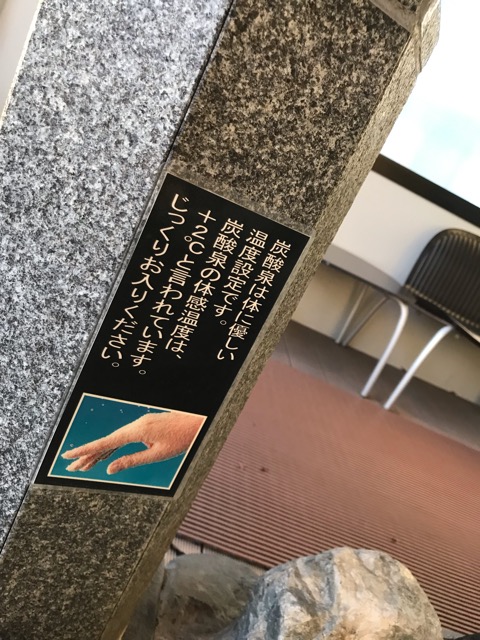 炭酸泉は体に優しい
温度設定です。
炭酸泉の体感温度は、
+2℃と言われています。
じっくりお入りください。